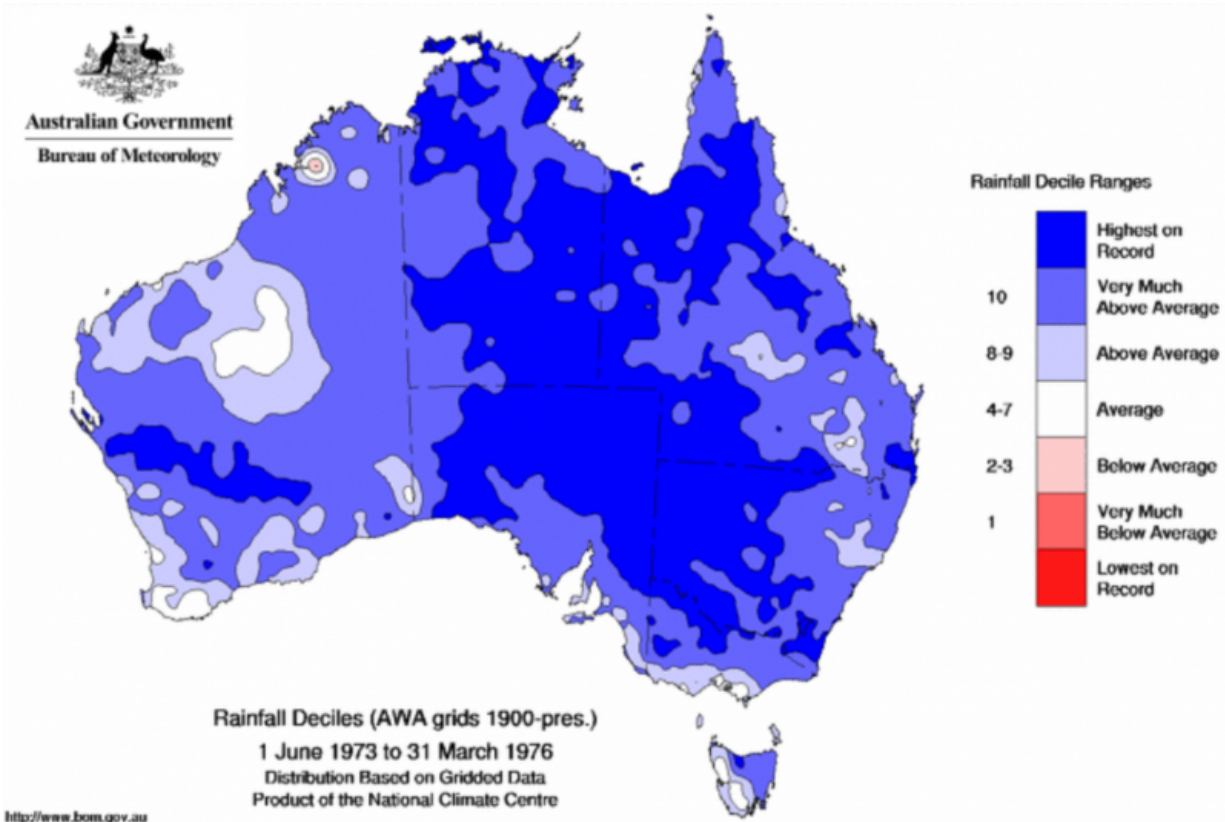 Australian Government
Bureau of Meteorology
Rainfall Decile Ranges
Highest on
Record
10
Very Much
Above Average
8-9
Above Average
4-7
Average
2-3
Below Average
1
Very Much
Below Average
Lowest on
Record
Rainfall Deciles (AWA grids 1900-pres.)
1 June 1973 to 31 March 1976
Distribution Based on Gridded Data
Product of the National Climate Centre
http://www.bom.gov.au